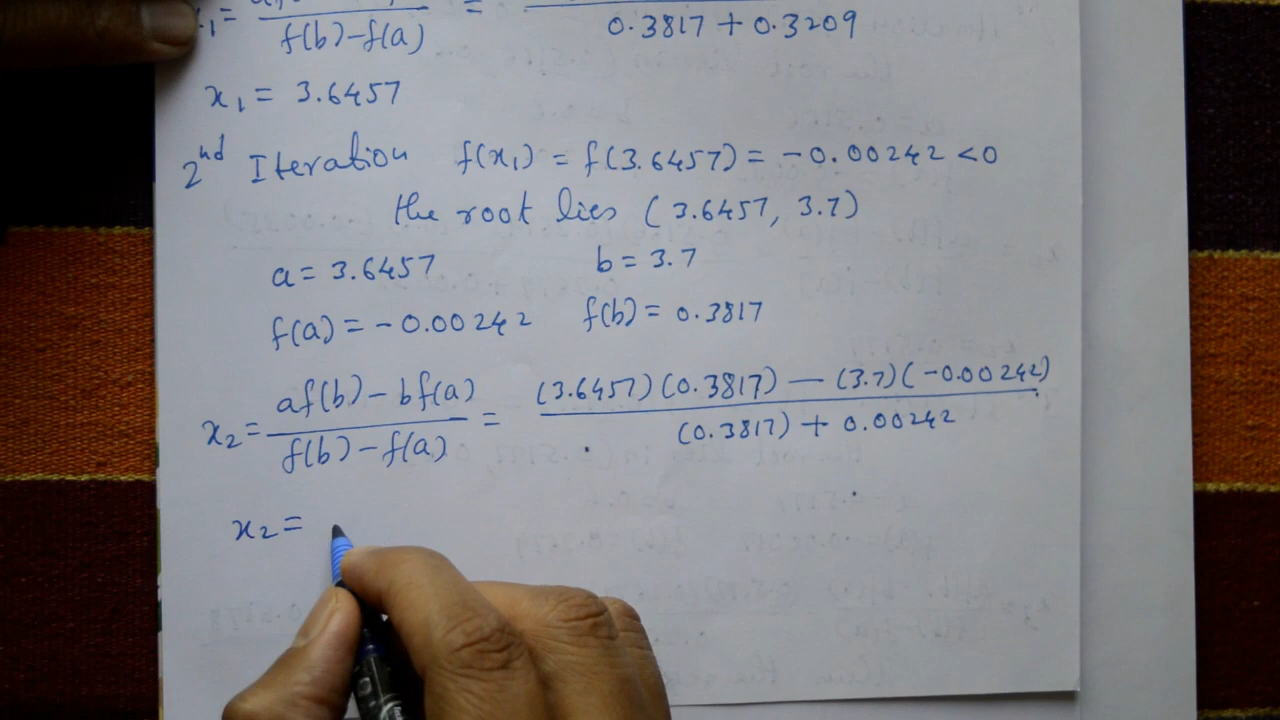 x₁ = / f(b)-f(a) = / 0.3817 + 0.3209
x₁ = 3.6457
2nd Iteration f(x₁) = f(3.6457) = -0.00242 <0
the root lies (3.6457, 3.7)
a = 3.6457 b = 3.7
f(a) = -0.00242 f(b) = 0.3817
x₂ = af(b)-bf(a) / f(b)-f(a) = (3.6457)(0.3817) — (3.7)(-0.00242) / (0.3817) + 0.00242
x₂ =